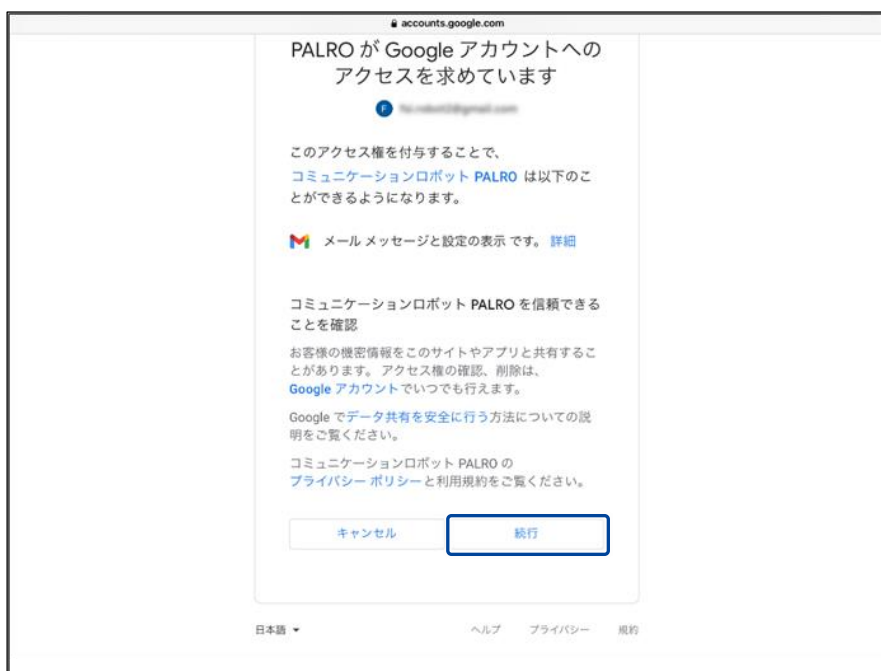 accounts.google.com
PALRO が Google アカウントへの
アクセスを求めています
F
このアクセス権を付与することで、
コミュニケーションロボット PALRO は以下のこ
とができるようになります。
メール メッセージと設定の表示 です。 詳細
コミュニケーションロボット PALRO を信頼できる
ことを確認
お客様の機密情報をこのサイトやアプリと共有するこ
とがあります。 アクセス権の確認、削除は、
Google アカウントでいつでも行えます。
Google でデータ共有を安全に行う方法についての説
明をご覧ください。
コミュニケーションロボット PALRO の
プライバシー ポリシーと利用規約をご覧ください。
キャンセル 続行
日本語 ヘルプ プライバシー 規約